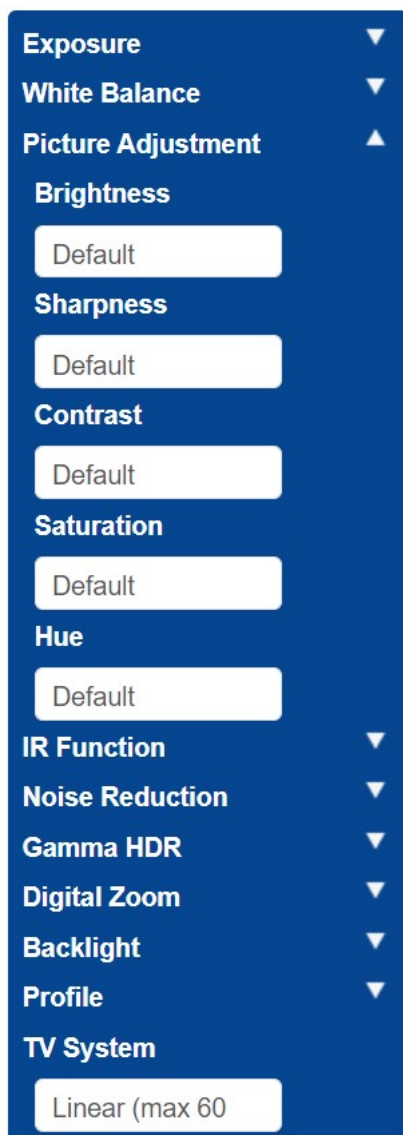 Exposure
White Balance
Picture Adjustment
Brightness
Default
Sharpness
Default
Contrast
Default
Saturation
Default
Hue
Default
IR Function
Noise Reduction
Gamma HDR
Digital Zoom
Backlight
Profile
TV System
Linear (max 60